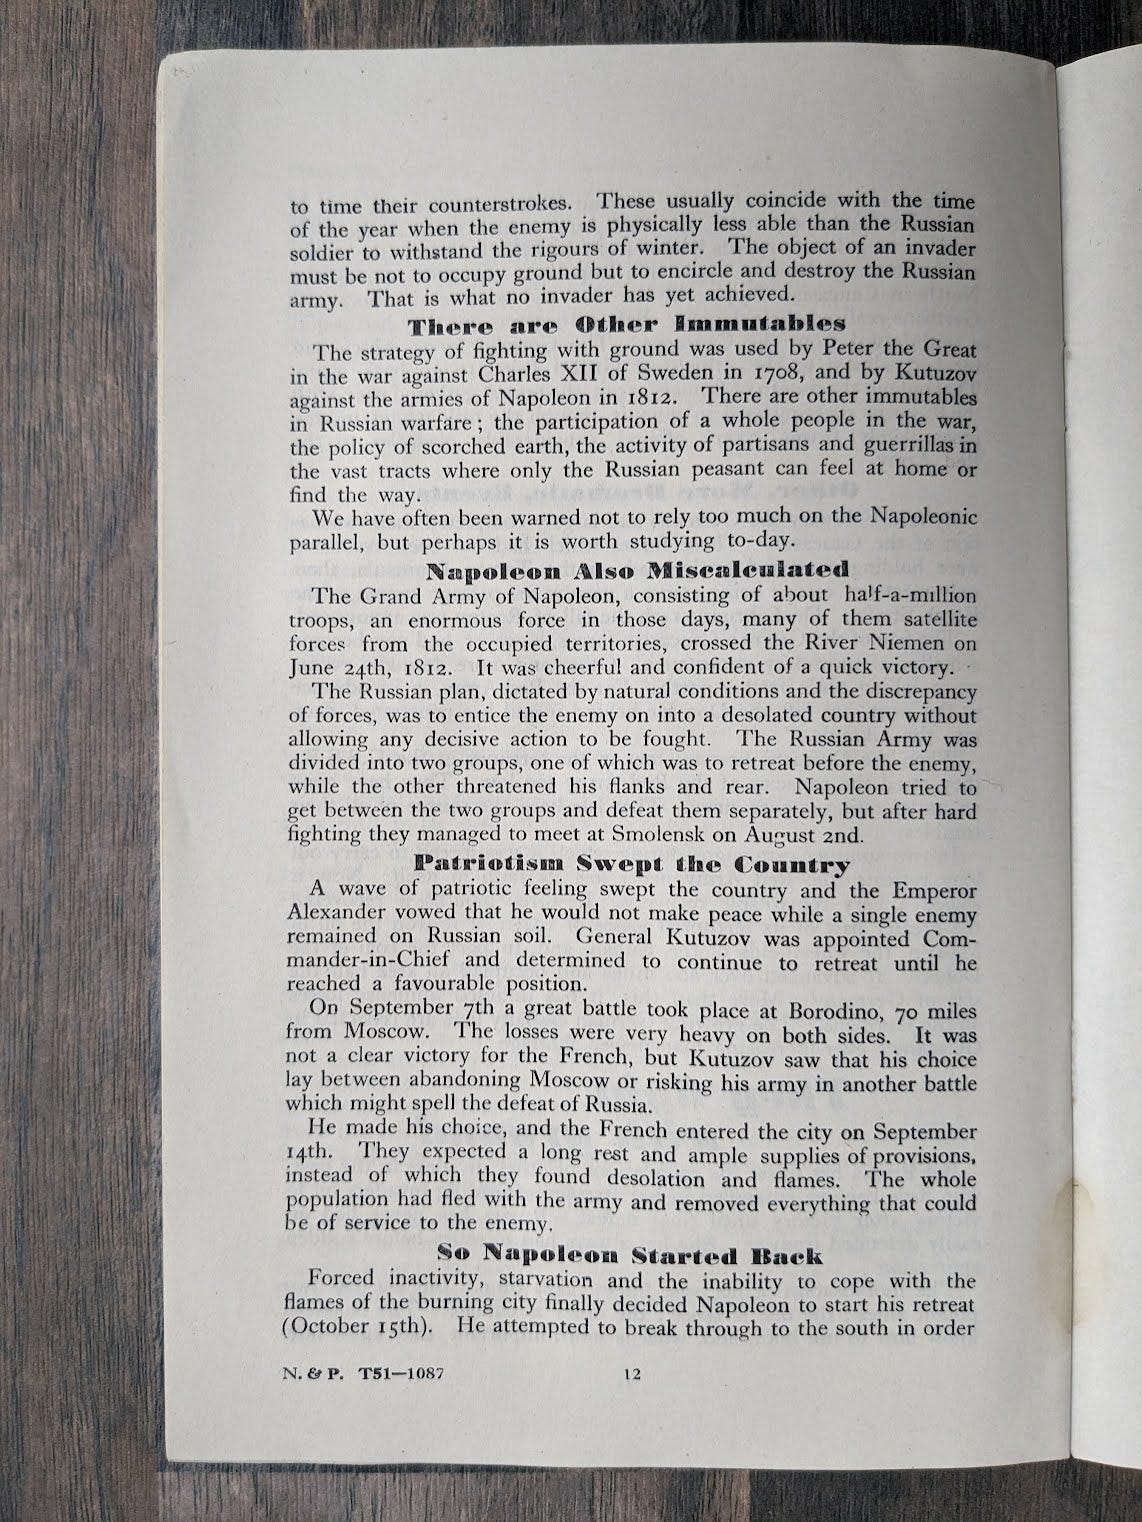 to time their counterstrokes. These usually coincide with the time
of the year when the enemy is physically less able than the Russian
soldier to withstand the rigours of winter. The object of an invader
must be not to occupy ground but to encircle and destroy the Russian
army. That is what no invader has yet achieved.
There are Other Immutables
The strategy of fighting with ground was used by Peter the Great
in the war against Charles XII of Sweden in 1708, and by Kutuzov
against the armies of Napoleon in 1812. There are other immutables
in Russian warfare; the participation of a whole people in the war,
the policy of scorched earth, the activity of partisans and guerrillas in
the vast tracts where only the Russian peasant can feel at home or
find the way.
We have often been warned not to rely too much on the Napoleonic
parallel, but perhaps it is worth studying to-day.
Napoleon Also Miscalculated
The Grand Army of Napoleon, consisting of about half-a-million
troops, an enormous force in those days, many of them satellite
forces from the occupied territories, crossed the River Niemen on
June 24th, 1812. It was cheerful and confident of a quick victory.
The Russian plan, dictated by natural conditions and the discrepancy
of forces, was to entice the enemy on into a desolated country without
allowing any decisive action to be fought. The Russian Army was
divided into two groups, one of which was to retreat before the enemy,
while the other threatened his flanks and rear. Napoleon tried to
get between the two groups and defeat them separately, but after hard
fighting they managed to meet at Smolensk on August 2nd.
Patriotism Swept the Country
A wave of patriotic feeling swept the country and the Emperor
Alexander vowed that he would not make peace while a single enemy
remained on Russian soil. General Kutuzov was appointed Com-
mander-in-Chief and determined to continue to retreat until he
reached a favourable position.
On September 7th a great battle took place at Borodino, 70 miles
from Moscow. The losses were very heavy on both sides. It was
not a clear victory for the French, but Kutuzov saw that his choice
lay between abandoning Moscow or risking his army in another battle
which might spell the defeat of Russia.
He made his choice, and the French entered the city on September
14th. They expected a long rest and ample supplies of provisions,
instead of which they found desolation and flames. The whole
population had fled with the army and removed everything that could
be of service to the enemy.
So Napoleon Started Back
Forced inactivity, starvation and the inability to cope with the
flames of the burning city finally decided Napoleon to start his retreat
(October 15th). He attempted to break through to the south in order
N. & P. T51—1087 12